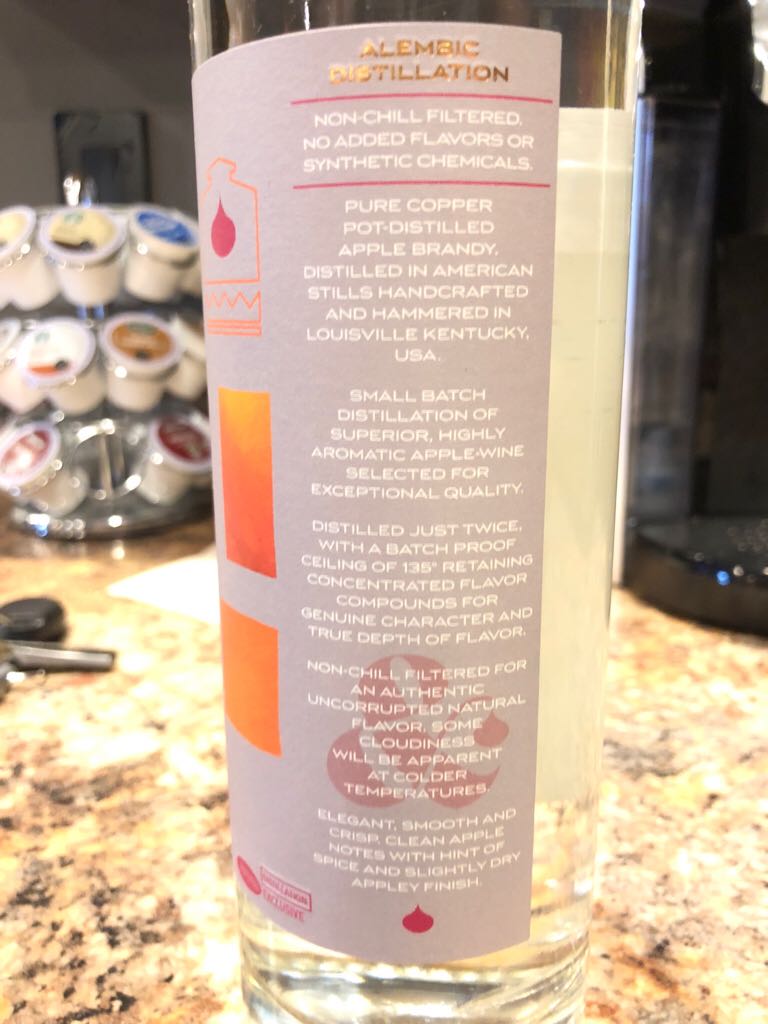 ALEMBIC
DISTILLATION
NON-CHILL FILTERED,
NO ADDED FLAVORS OR
SYNTHETIC CHEMICALS.
PURE COPPER
POT-DISTILLED
APPLE BRANDY,
DISTILLED IN AMERICAN
STILLS HANDCRAFTED
AND HAMMERED IN
LOUISVILLE KENTUCKY,
USA.
SMALL BATCH
DISTILLATION OF
SUPERIOR, HIGHLY
AROMATIC APPLE-WINE
SELECTED FOR
EXCEPTIONAL QUALITY.
DISTILLED JUST TWICE,
WITH A BATCH PROOF
CEILING OF 135° RETAINING
CONCENTRATED FLAVOR
COMPOUNDS FOR
GENUINE CHARACTER AND
TRUE DEPTH OF FLAVOR.
NON-CHILL FILTERED FOR
AN AUTHENTIC
UNCORRUPTED NATURAL
FLAVOR, SOME
CLOUDINESS
WILL BE APPARENT
AT COLDER
TEMPERATURES.
&
ELEGANT, SMOOTH AND
CRISP, CLEAN APPLE
NOTES WITH HINT OF
SPICE AND SLIGHTLY DRY
APPLEY FINISH.
EXCLUSIVE